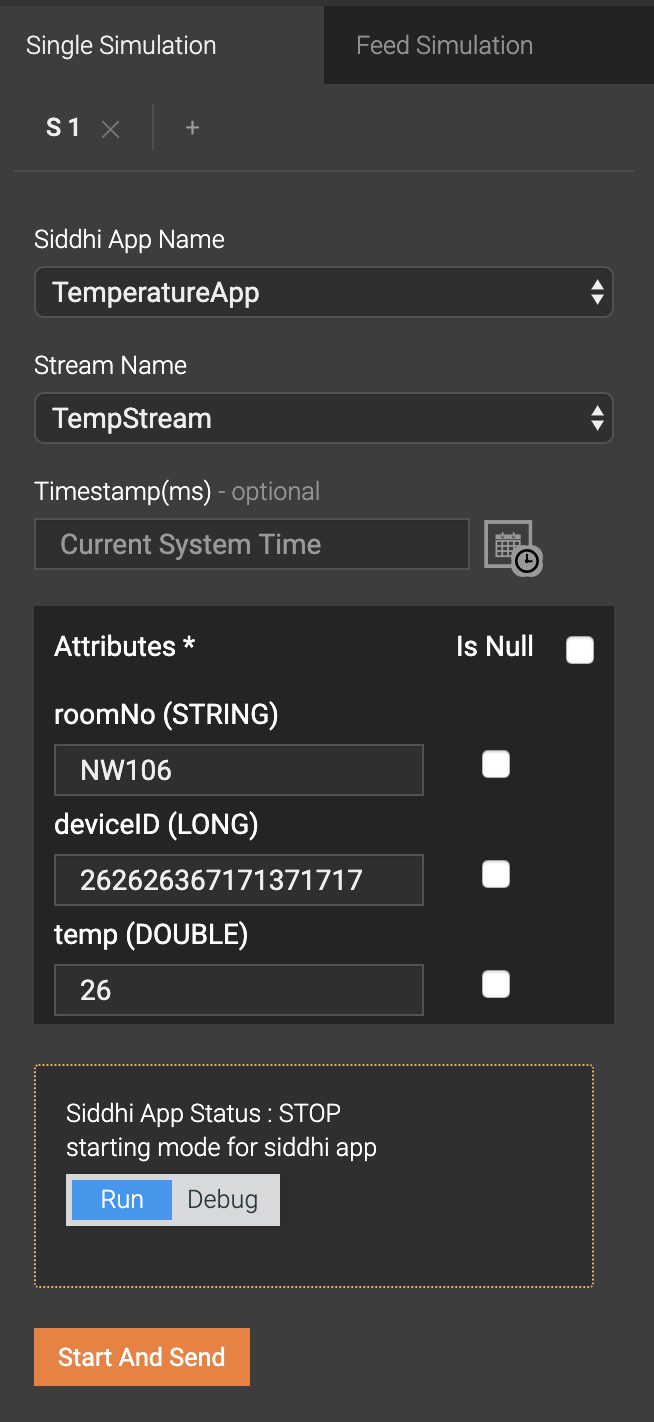 Single Simulation Feed Simulation
S 1 × +
Siddhi App Name
TemperatureApp
Stream Name
TempStream
Timestamp(ms) - optional
Current System Time
Attributes * Is Null
roomNo (STRING)
NW106
deviceID (LONG)
262626367171371717
temp (DOUBLE)
26
Siddhi App Status : STOP
starting mode for siddhi app
Run Debug
Start And Send